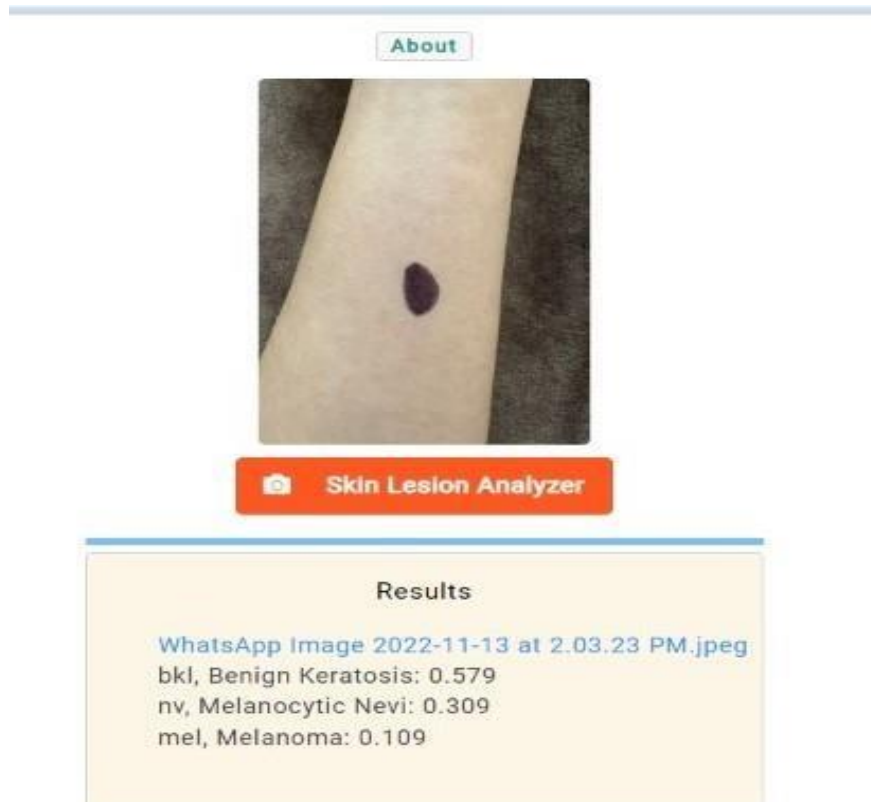 About
Skin Lesion Analyzer
Results
WhatsApp Image 2022-11-13 at 2.03.23 PM.jpeg
bkl, Benign Keratosis: 0.579
nv, Melanocytic Nevi: 0.309
mel, Melanoma: 0.109